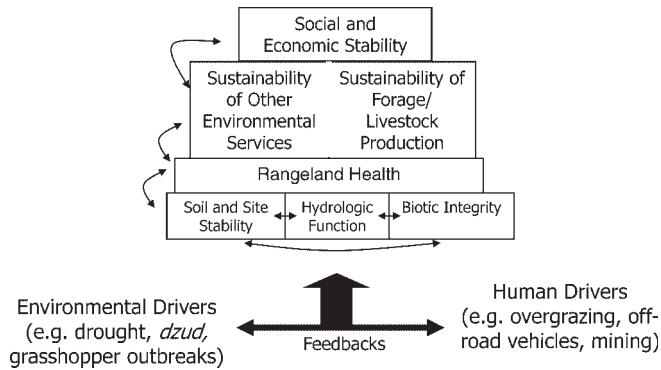 Social and
Economic Stability
Sustainability
of Other
Environmental
Services
Sustainability of
Forage/
Livestock
Production
Rangeland Health
Soil and Site
Stability
Hydrologic
Function
Biotic Integrity
Environmental Drivers
(e.g. drought, dzud,
grasshopper outbreaks)
Feedbacks
Human Drivers
(e.g. overgrazing, off-
road vehicles, mining)